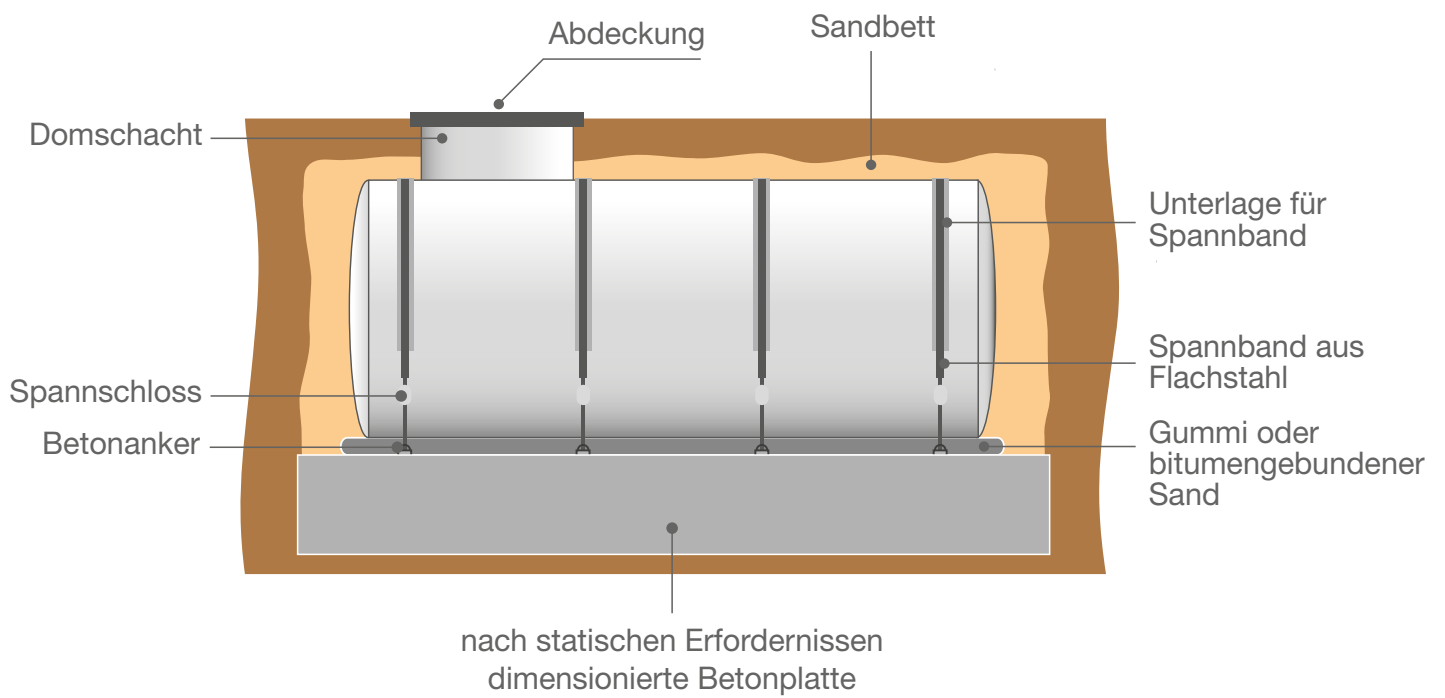 Abdeckung
Sandbett
Domschacht
Unterlage für
Spannband
Spannband aus
Flachstahl
Spannschloss
Betonanker
Gummi oder
bitumengebundener
Sand
nach statischen Erfordernissen
dimensionierte Betonplatte